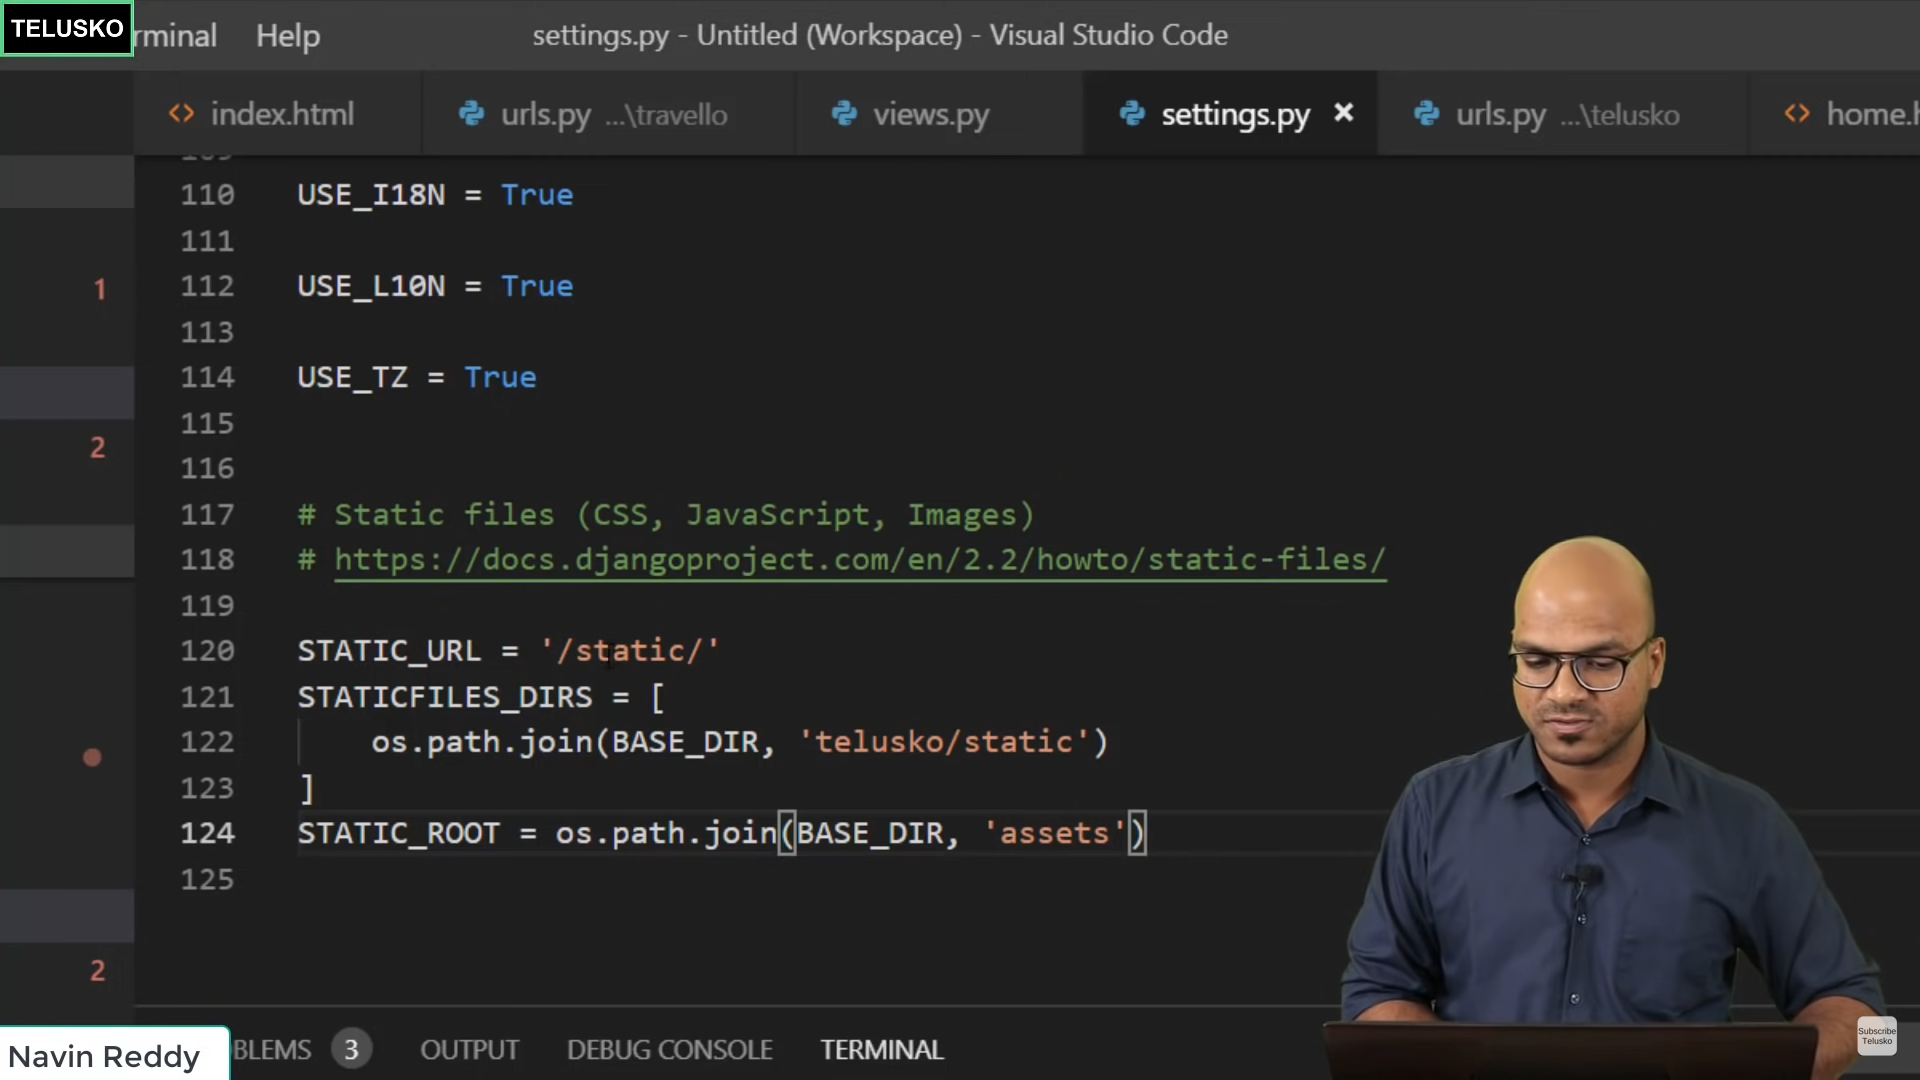 TELUSKO
rminal Help settings.py - Untitled (Workspace) - Visual Studio Code
index.html urls.py ...\travello views.py settings.py urls.py ...\telusko home.h
110 USE_I18N = True
111
1
112 USE_L10N = True
113
114 USE_TZ = True
115
2
116
117 # Static files (CSS, JavaScript, Images)
118 # https://docs.djangoproject.com/en/2.2/howto/static-files/
119
120 STATIC_URL = '/static/'
121 STATICFILES_DIRS = [
122 os.path.join(BASE_DIR, 'telusko/static')
123 ]
124 STATIC_ROOT = os.path.join(BASE_DIR, 'assets')
125
2
BLEMS 3 OUTPUT DEBUG CONSOLE TERMINAL
Navin Reddy
Subscribe
Telusko